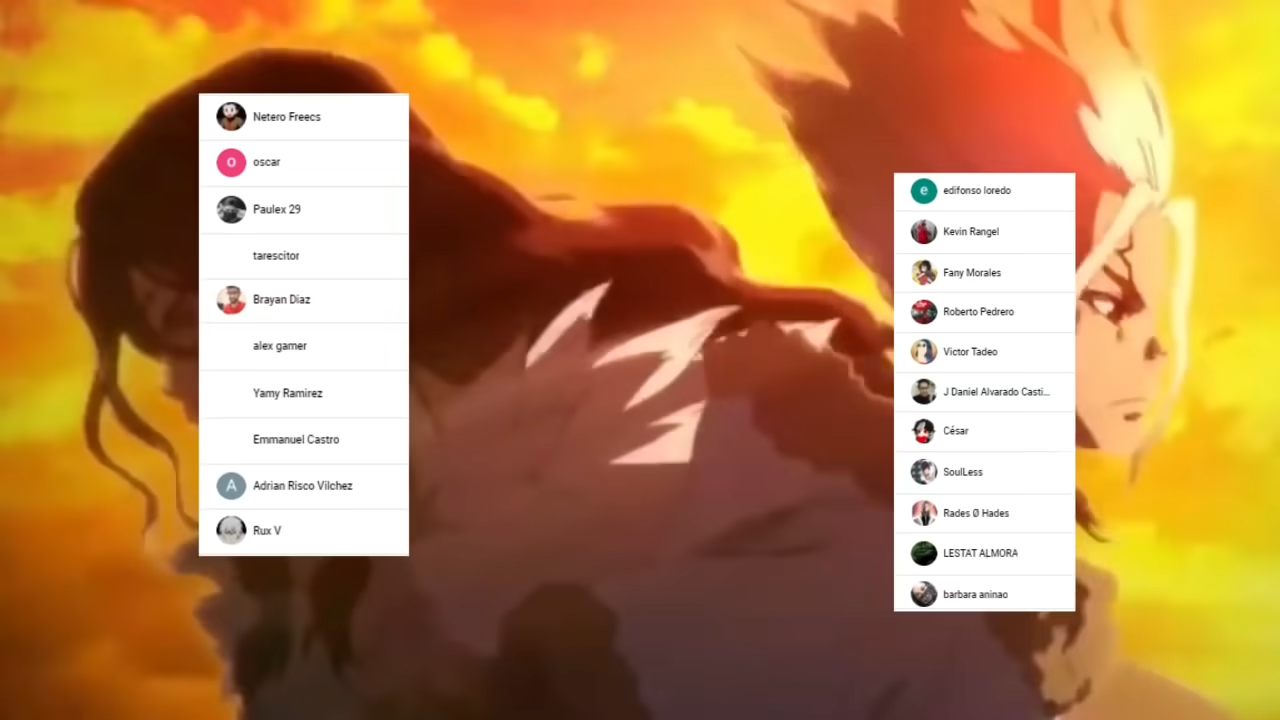 Netero Freecs
o
oscar
Paulex 29
tarescitor
Brayan Diaz
alex gamer
Yamy Ramirez
Emmanuel Castro
A
Adrian Risco Vilchez
Rux V
e
edifonso loredo
Kevin Rangel
Fany Morales
Roberto Pedrero
Victor Tadeo
J Daniel Alvarado Casti...
César
SoulLess
Rades Ø Hades
LESTAT ALMORA
barbara aninao